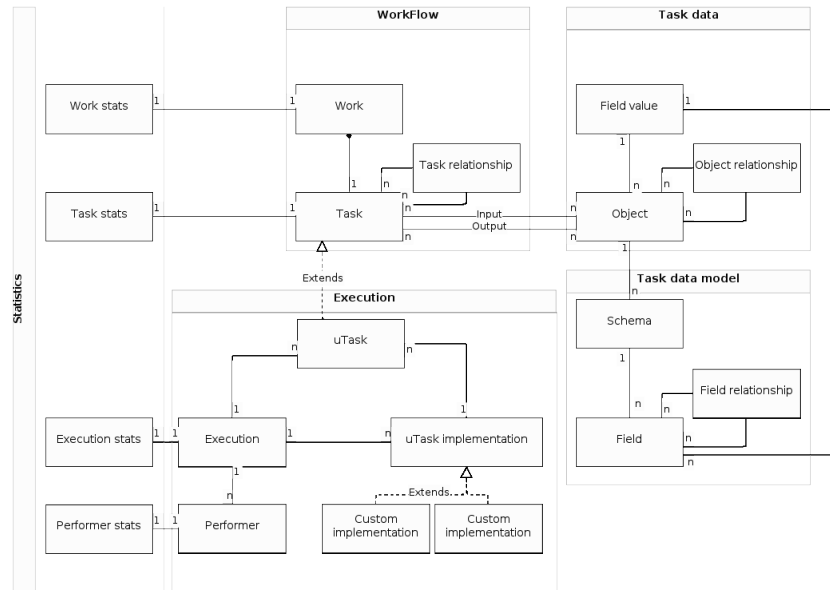 WorkFlow
Task data
Work stats
1
1
Work
Field value
1
1
1
Task relationship
n
n
n
Object relationship
n
n
n
Task stats
1
1
Task
n
n
Input
Output
n
n
Object
1
Extends
Statistics
Execution
Task data model
n
Schema
1
uTask
n
n
n
Field relationship
n
n
n
Field
1
1
Execution stats
1
1
Execution
1
1
n
uTask implementation
Extends
n
Performer stats
1
1
Performer
Custom
implementation
Custom
implementation